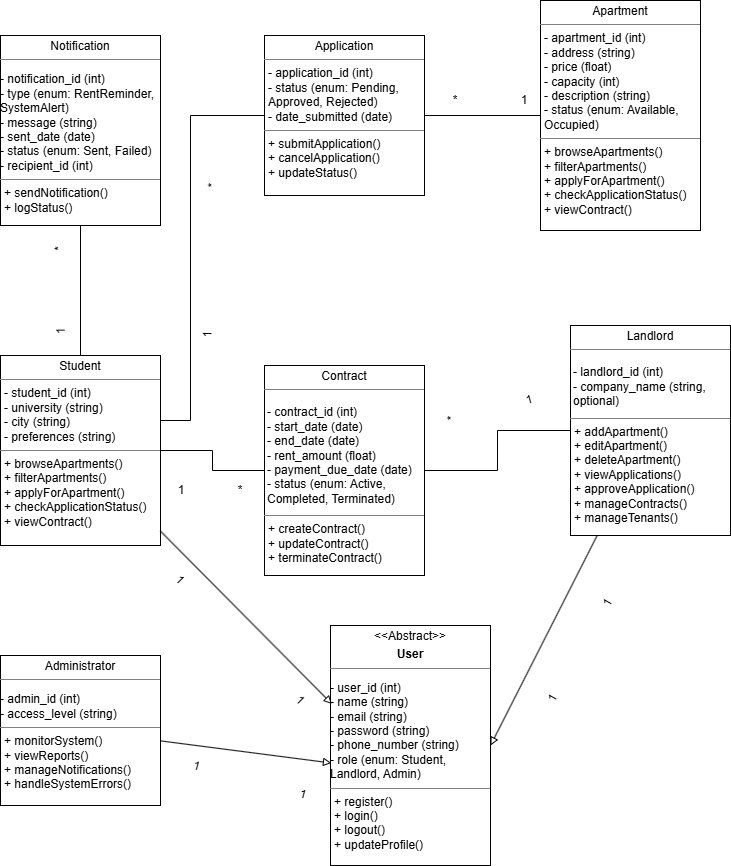 Notification
- notification_id (int)
- type (enum: RentReminder,
SystemAlert)
- message (string)
- sent_date (date)
- status (enum: Sent, Failed)
- recipient_id (int)
+ sendNotification()
+ logStatus()
Application
- application_id (int)
- status (enum: Pending,
Approved, Rejected)
- date_submitted (date)
+ submitApplication()
+ cancelApplication()
+ updateStatus()
Apartment
- apartment_id (int)
- address (string)
- price (float)
- capacity (int)
- description (string)
- status (enum: Available,
Occupied)
+ browseApartments()
+ filterApartments()
+ applyForApartment()
+ checkApplicationStatus()
+ viewContract()
*
1
*
*
1
1
Student
- student_id (int)
- university (string)
- city (string)
- preferences (string)
+ browseApartments()
+ filterApartments()
+ applyForApartment()
+ checkApplicationStatus()
+ viewContract()
1
*
Contract
- contract_id (int)
- start_date (date)
- end_date (date)
- rent_amount (float)
- payment_due_date (date)
- status (enum: Active,
Completed, Terminated)
+ createContract()
+ updateContract()
+ terminateContract()
*
1
Landlord
- landlord_id (int)
- company_name (string,
optional)
+ addApartment()
+ editApartment()
+ deleteApartment()
+ viewApplications()
+ approveApplication()
+ manageContracts()
+ manageTenants()
1
1
1
1
Administrator
- admin_id (int)
- access_level (string)
+ monitorSystem()
+ viewReports()
+ manageNotifications()
+ handleSystemErrors()
1
1
<<Abstract>>
User
- user_id (int)
- name (string)
- email (string)
- password (string)
- phone_number (string)
- role (enum: Student,
Landlord, Admin)
+ register()
+ login()
+ logout()
+ updateProfile()